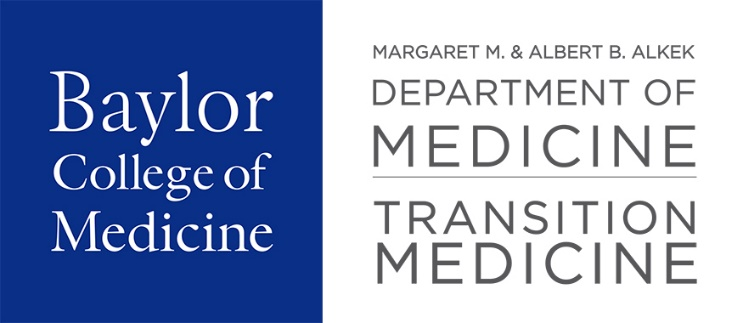 Baylor
College of
Medicine
MARGARET M. & ALBERT B. ALKEK
DEPARTMENT OF
MEDICINE
TRANSITION
MEDICINE